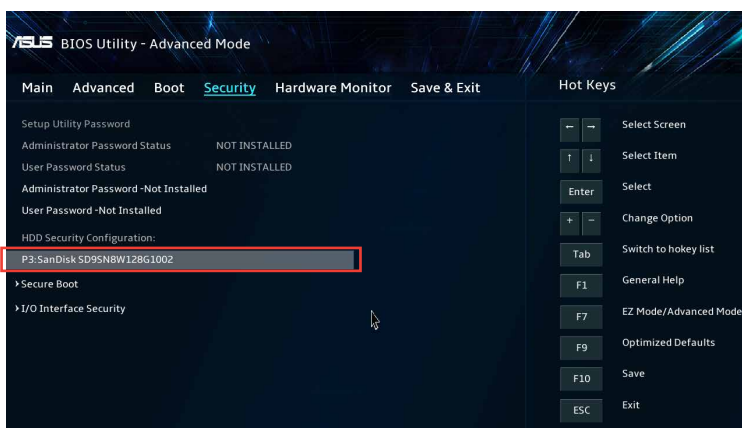 ASUS BIOS Utility - Advanced Mode
Main Advanced Boot Security Hardware Monitor Save & Exit
Hot Keys
Setup Utility Password
Administrator Password Status NOT INSTALLED
User Password Status NOT INSTALLED
Administrator Password -Not Installed
User Password -Not Installed
HDD Security Configuration:
P3:SanDisk SD9SN8W128G1002
Secure Boot
I/O Interface Security
← → Select Screen
↑ ↓ Select Item
Enter Select
+ - Change Option
Tab Switch to hokey list
F1 General Help
F7 EZ Mode/Advanced Mode
F9 Optimized Defaults
F10 Save
ESC Exit